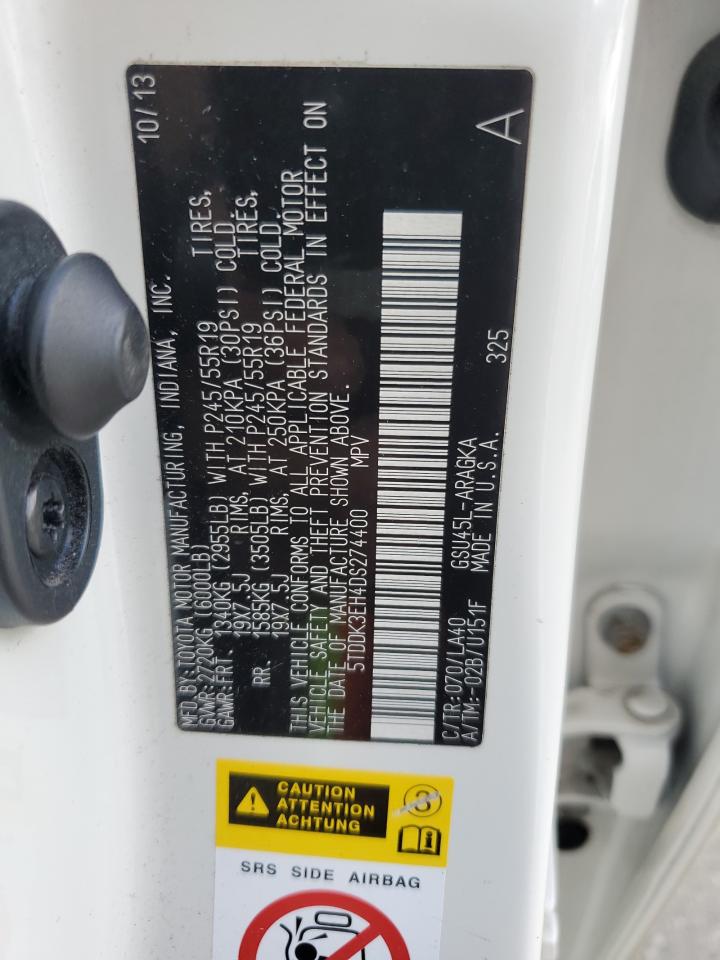 MFD. BY: TOYOTA MOTOR MANUFACTURING, INDIANA, INC. 10/13
GVWR: 2720KG (6000LB)
GAWR: FRT. 1340KG (2955LB) WITH P245/55R19 TIRES,
19X7.5J RIMS, AT 210KPA (30PSI) COLD.
RR. 1585KG (3505LB) WITH P245/55R19 TIRES,
19X7.5J RIMS, AT 250KPA (36PSI) COLD.
THIS VEHICLE CONFORMS TO ALL APPLICABLE FEDERAL MOTOR
VEHICLE SAFETY AND THEFT PREVENTION STANDARDS IN EFFECT ON
THE DATE OF MANUFACTURE SHOWN ABOVE.
5TDDK3EH4DS274400 MPV
C/TR: 070/LA40 GSU45L-ARAGKA A
A/TM: -02B/U151F MADE IN U.S.A. 325
CAUTION
ATTENTION
ACHTUNG
3
i
SRS SIDE AIRBAG